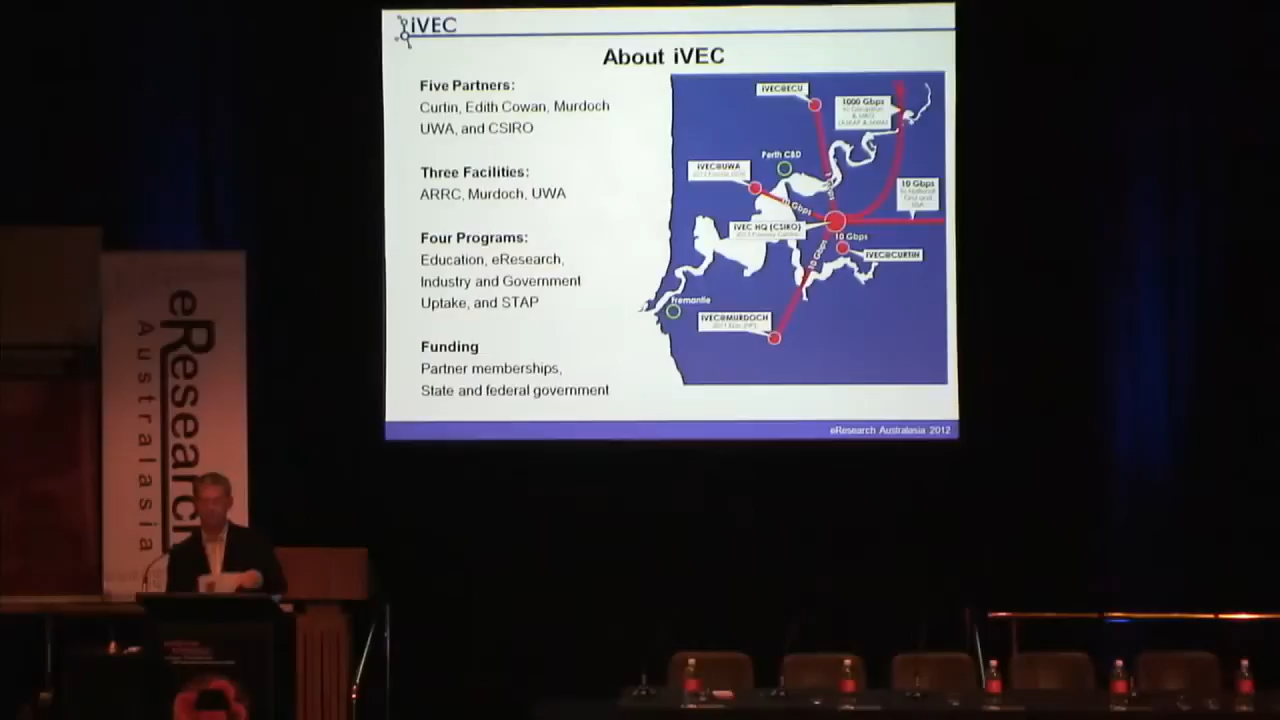 iVEC
About iVEC
Five Partners:
Curtin, Edith Cowan, Murdoch
UWA, and CSIRO
Three Facilities:
ARRC, Murdoch, UWA
Four Programs:
Education, eResearch,
Industry and Government
Uptake, and STAP
Funding
Partner memberships,
State and federal government
iVEC@ECU
1000 Gbps
Perth CBD
iVEC@UWA
10 Gbps
10 Gbps
iVEC HQ (CSIRO)
10 Gbps
iVEC@CURTIN
10 Gbps
Fremantle
iVEC@MURDOCH
eResearch Australasia 2012
eResearch
Australasia